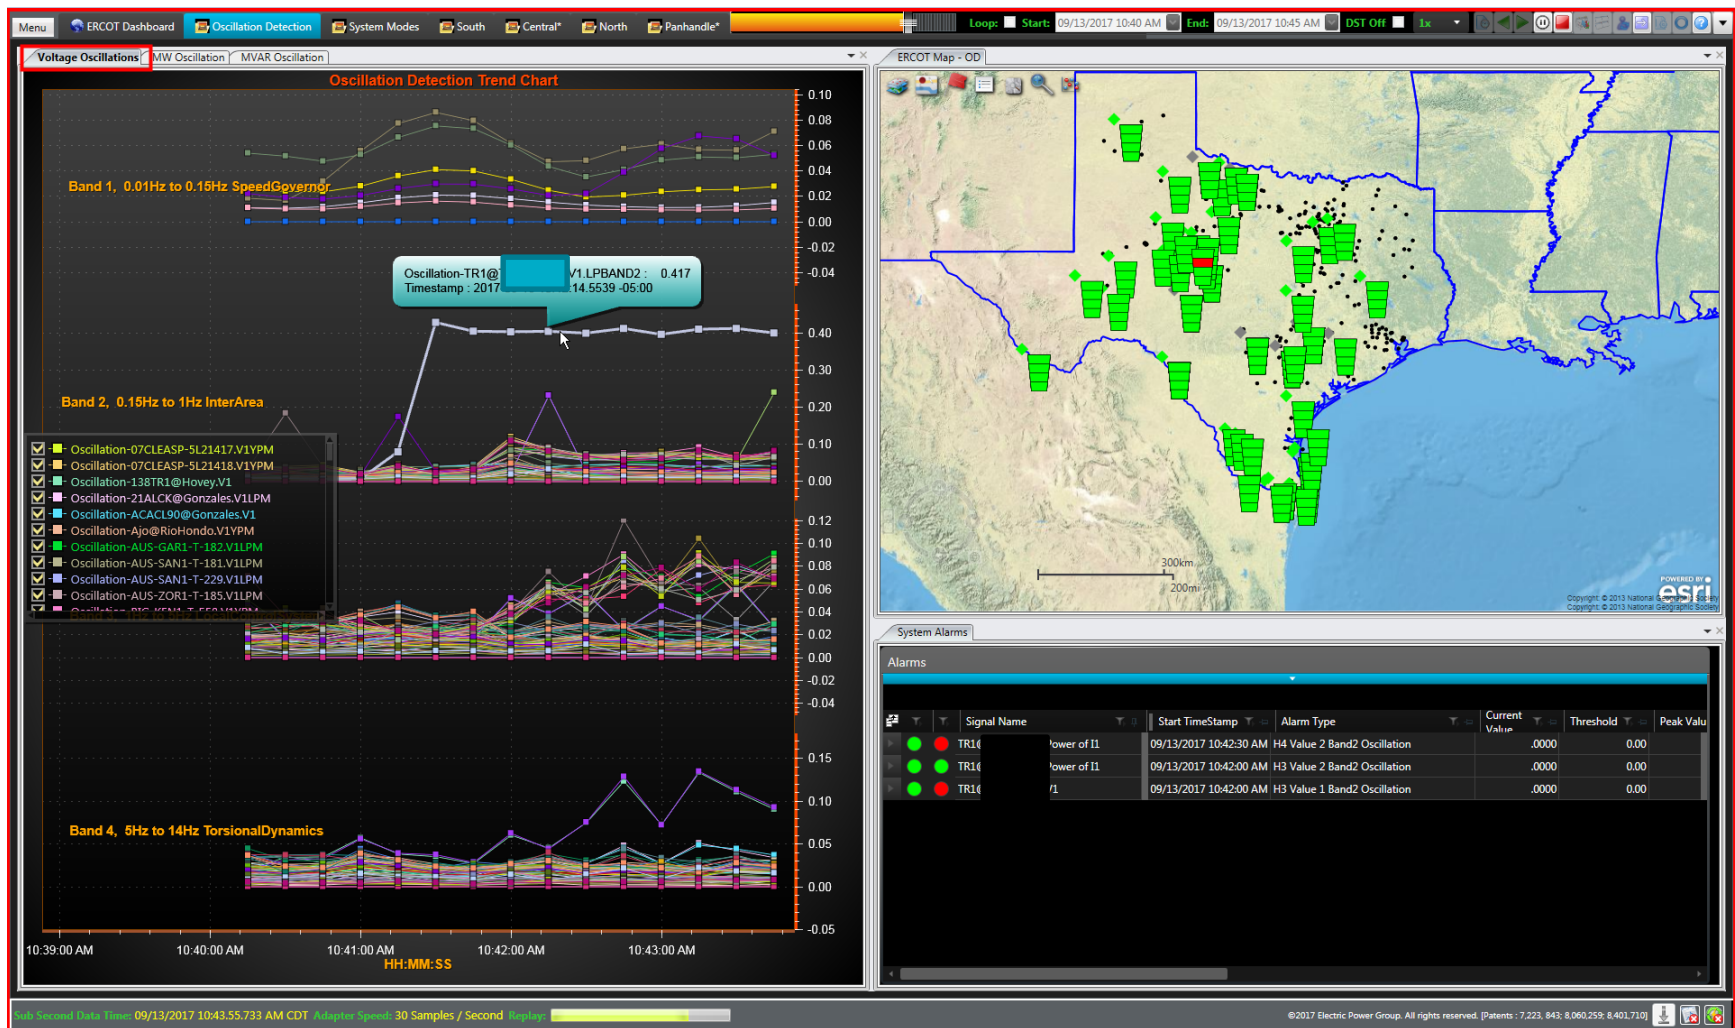 Menu ERCOT Dashboard Oscillation Detection System Modes South Central* North Panhandle* Loop: Start: 09/13/2017 10:40 AM End: 09/13/2017 10:45 AM DST Off 1x
Voltage Oscillations MW Oscillation MVAR Oscillation
Oscillation Detection Trend Chart
0.10
0.08
0.06
0.04
0.02
0.00
-0.02
-0.04
Band 1, 0.01Hz to 0.15Hz SpeedGovernor
Oscillation-TR1@ V1.LPBAND2 : 0.417
Timestamp : 2017 14.5539 -05:00
0.40
0.30
0.20
0.10
0.00
Band 2, 0.15Hz to 1Hz InterArea
Oscillation-07CLEASP-5L21417.V1YPM
Oscillation-07CLEASP-5L21418.V1YPM
Oscillation-138TR1@Hovey.V1
Oscillation-21ALCK@Gonzales.V1LPM
Oscillation-ACACL90@Gonzales.V1
Oscillation-Ajo@RioHondo.V1YPM
Oscillation-AUS-GAR1-T-182.V1LPM
Oscillation-AUS-SAN1-T-181.V1LPM
Oscillation-AUS-SAN1-T-229.V1LPM
Oscillation-AUS-ZOR1-T-185.V1LPM
0.12
0.10
0.08
0.06
0.04
0.02
0.00
-0.02
-0.04
0.15
0.10
0.05
0.00
-0.05
Band 4, 5Hz to 14Hz TorsionalDynamics
10:39:00 AM 10:40:00 AM 10:41:00 AM 10:42:00 AM 10:43:00 AM
HH:MM:SS
ERCOT Map - OD
300km
200mi
POWERED BY
esri
Copyright: © 2013 National Geographic Society
Copyright: © 2013 National Geographic Society
System Alarms
Alarms
Signal Name Start TimeStamp Alarm Type Current Value Threshold Peak Valu
TR1@ Power of I1 09/13/2017 10:42:30 AM H4 Value 2 Band2 Oscillation .0000 0.00
TR1@ Power of I1 09/13/2017 10:42:00 AM H3 Value 2 Band2 Oscillation .0000 0.00
TR1@ V1 09/13/2017 10:42:00 AM H3 Value 1 Band2 Oscillation .0000 0.00
Sub Second Data Time: 09/13/2017 10:43:55.733 AM CDT Adapter Speed: 30 Samples / Second Replay:
©2017 Electric Power Group. All rights reserved. [Patents : 7,223, 843; 8,060,259; 8,401,710]